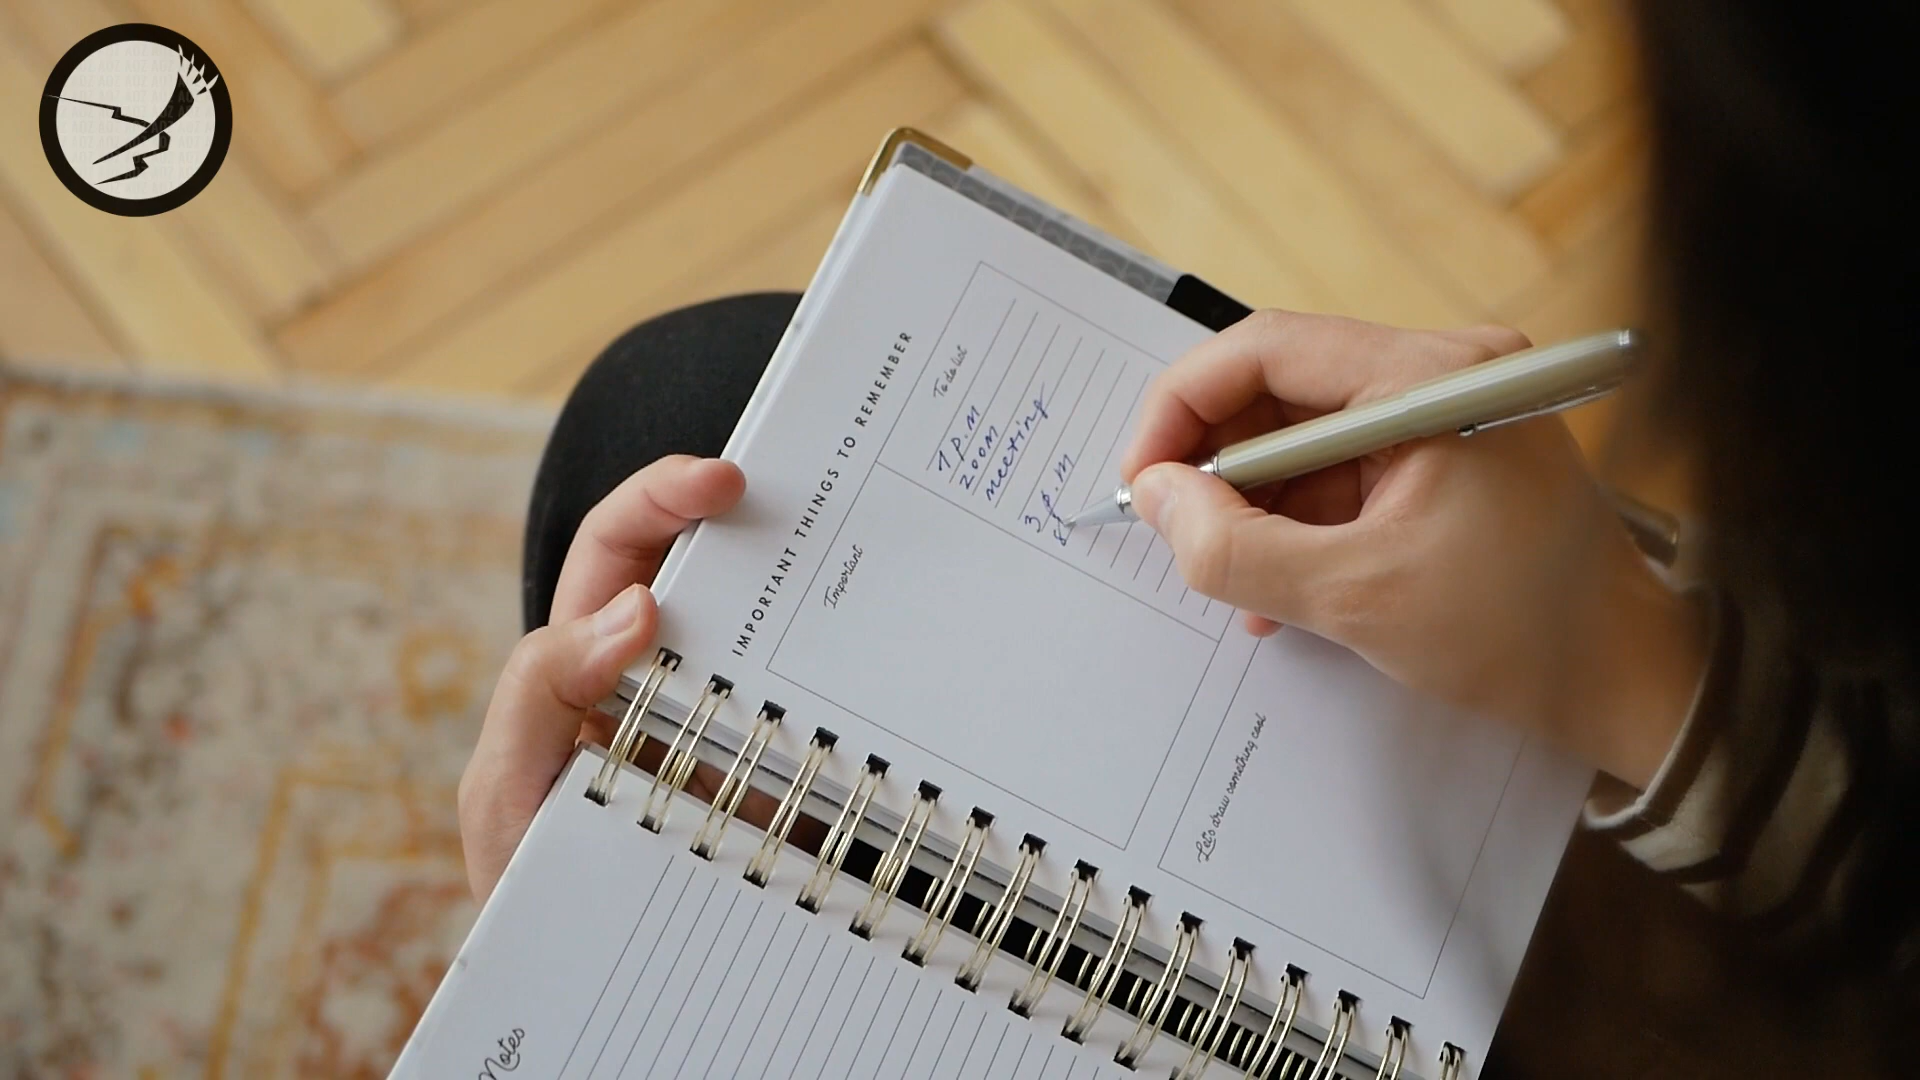 IMPORTANT THINGS TO REMEMBER
To do list
1 p.m
zoom
meeting
3 p.m
Important
Let's draw something cool
Notes